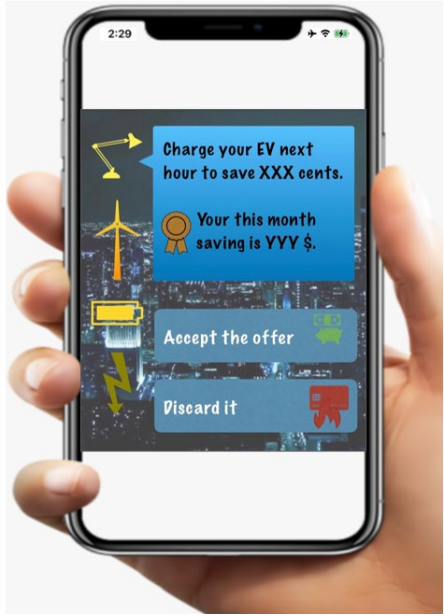 2:29
Charge your EV next
hour to save XXX cents.
Your this month
saving is YYY $.
Accept the offer
Discard it